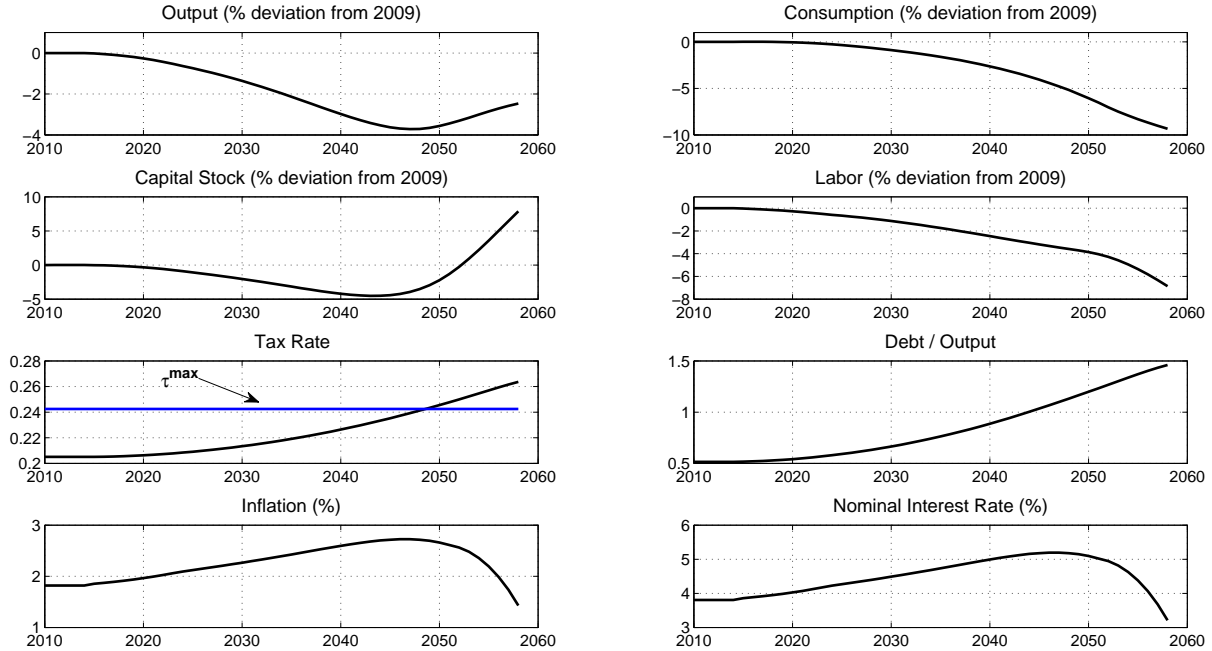 Output (% deviation from 2009)
0
−2
−4
2010 2020 2030 2040 2050 2060
Consumption (% deviation from 2009)
0
−5
−10
2010 2020 2030 2040 2050 2060
Capital Stock (% deviation from 2009)
10
5
0
−5
2010 2020 2030 2040 2050 2060
Labor (% deviation from 2009)
0
−2
−4
−6
−8
2010 2020 2030 2040 2050 2060
Tax Rate
0.28
0.26
0.24
0.22
0.2
τmax
2010 2020 2030 2040 2050 2060
Debt / Output
1.5
1
0.5
2010 2020 2030 2040 2050 2060
Inflation (%)
3
2
1
2010 2020 2030 2040 2050 2060
Nominal Interest Rate (%)
6
5
4
3
2010 2020 2030 2040 2050 2060